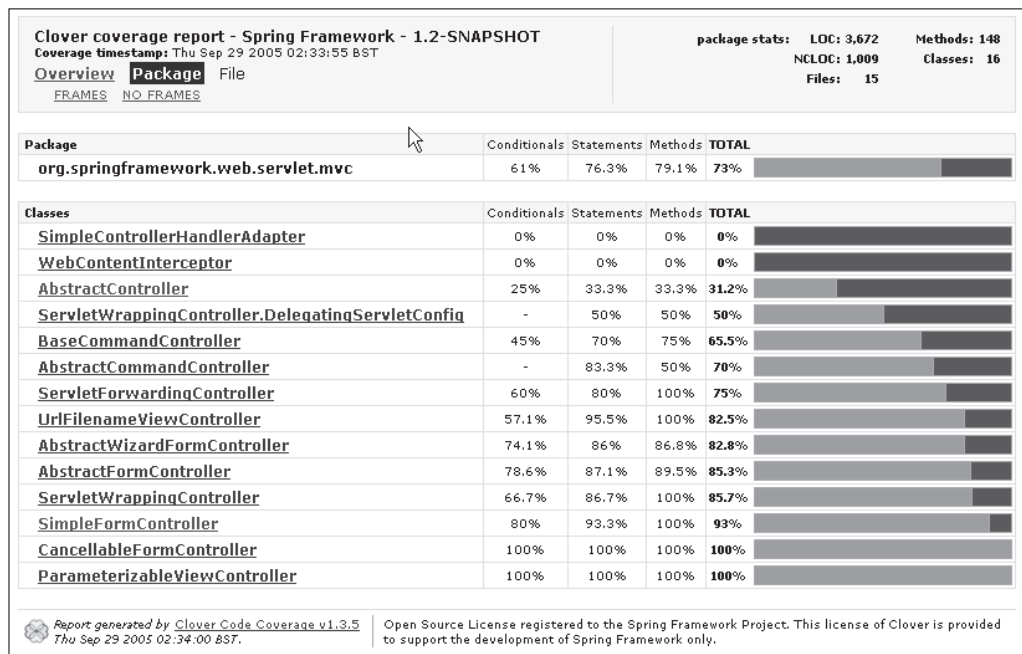 Clover coverage report - Spring Framework - 1.2-SNAPSHOT
Coverage timestamp: Thu Sep 29 2005 02:33:55 BST
Overview Package File
FRAMES NO FRAMES
package stats: LOC: 3,672 Methods: 148
NCLOC: 1,009 Classes: 16
Files: 15
Package Conditionals Statements Methods TOTAL
org.springframework.web.servlet.mvc 61% 76.3% 79.1% 73%
Classes Conditionals Statements Methods TOTAL
SimpleControllerHandlerAdapter 0% 0% 0% 0%
WebContentInterceptor 0% 0% 0% 0%
AbstractController 25% 33.3% 33.3% 31.2%
ServletWrappingController.DelegatingServletConfig - 50% 50% 50%
BaseCommandController 45% 70% 75% 65.5%
AbstractCommandController - 83.3% 50% 70%
ServletForwardingController 60% 80% 100% 75%
UrlFilenameViewController 57.1% 95.5% 100% 82.5%
AbstractWizardFormController 74.1% 86% 86.8% 82.8%
AbstractFormController 78.6% 87.1% 89.5% 85.3%
ServletWrappingController 66.7% 86.7% 100% 85.7%
SimpleFormController 80% 93.3% 100% 93%
CancellableFormController 100% 100% 100% 100%
ParameterizableViewController 100% 100% 100% 100%
Report generated by Clover Code Coverage v1.3.5
Thu Sep 29 2005 02:34:00 BST.
Open Source License registered to the Spring Framework Project. This license of Clover is provided
to support the development of Spring Framework only.